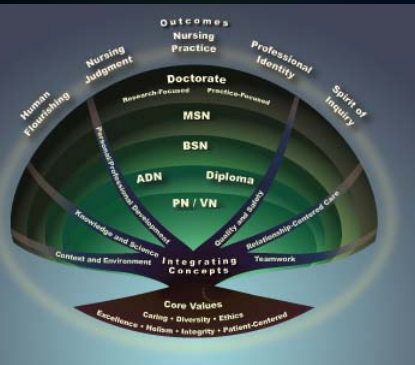 Outcomes
Nursing
Practice
Human
Flourishing
Nursing
Judgment
Professional
Identity
Spirit of
Inquiry
Doctorate
Research-Focused Practice-Focused
MSN
BSN
ADN Diploma
PN / VN
Personal/Professional Development
Quality and Safety
Knowledge and Science
Relationship-Centered Care
Context and Environment
Teamwork
Integrating
Concepts
Core Values
Caring • Diversity • Ethics
Excellence • Holism • Integrity • Patient-Centered